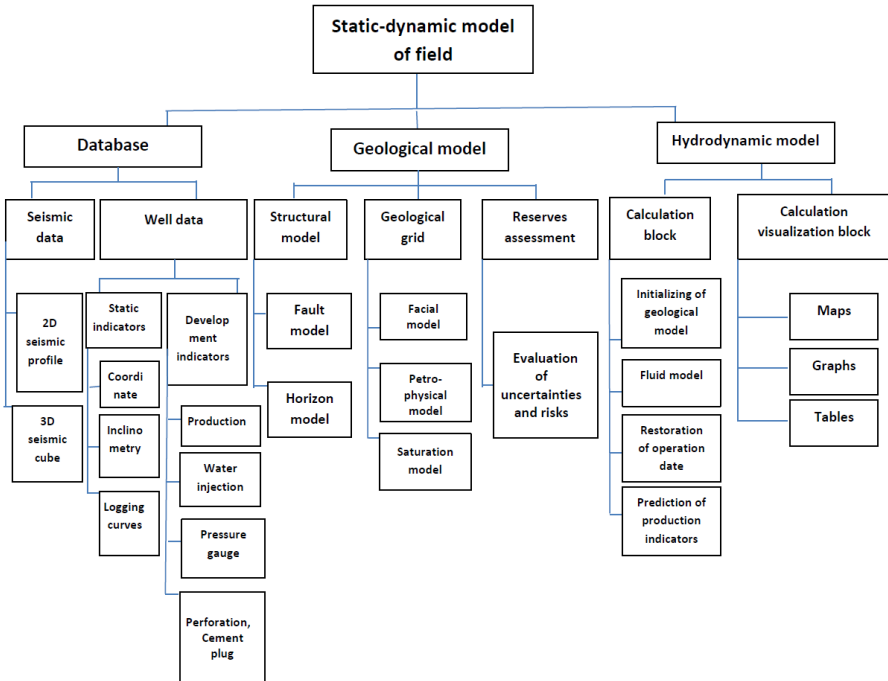 Static-dynamic model
of field
Database
Geological model
Hydrodynamic model
Seismic
data
Well data
Structural
model
Geological
grid
Reserves
assessment
Calculation
block
Calculation
visualization block
2D
seismic
profile
3D
seismic
cube
Static
indicators
Coordi
nate
Inclino
metry
Logging
curves
Develop
ment
indicators
Production
Water
injection
Pressure
gauge
Perforation,
Cement
plug
Fault
model
Horizon
model
Facial
model
Petro-
physical
model
Saturation
model
Evaluation
of
uncertainties
and risks
Initializing of
geological
model
Fluid model
Restoration
of operation
date
Prediction of
production
indicators
Maps
Graphs
Tables